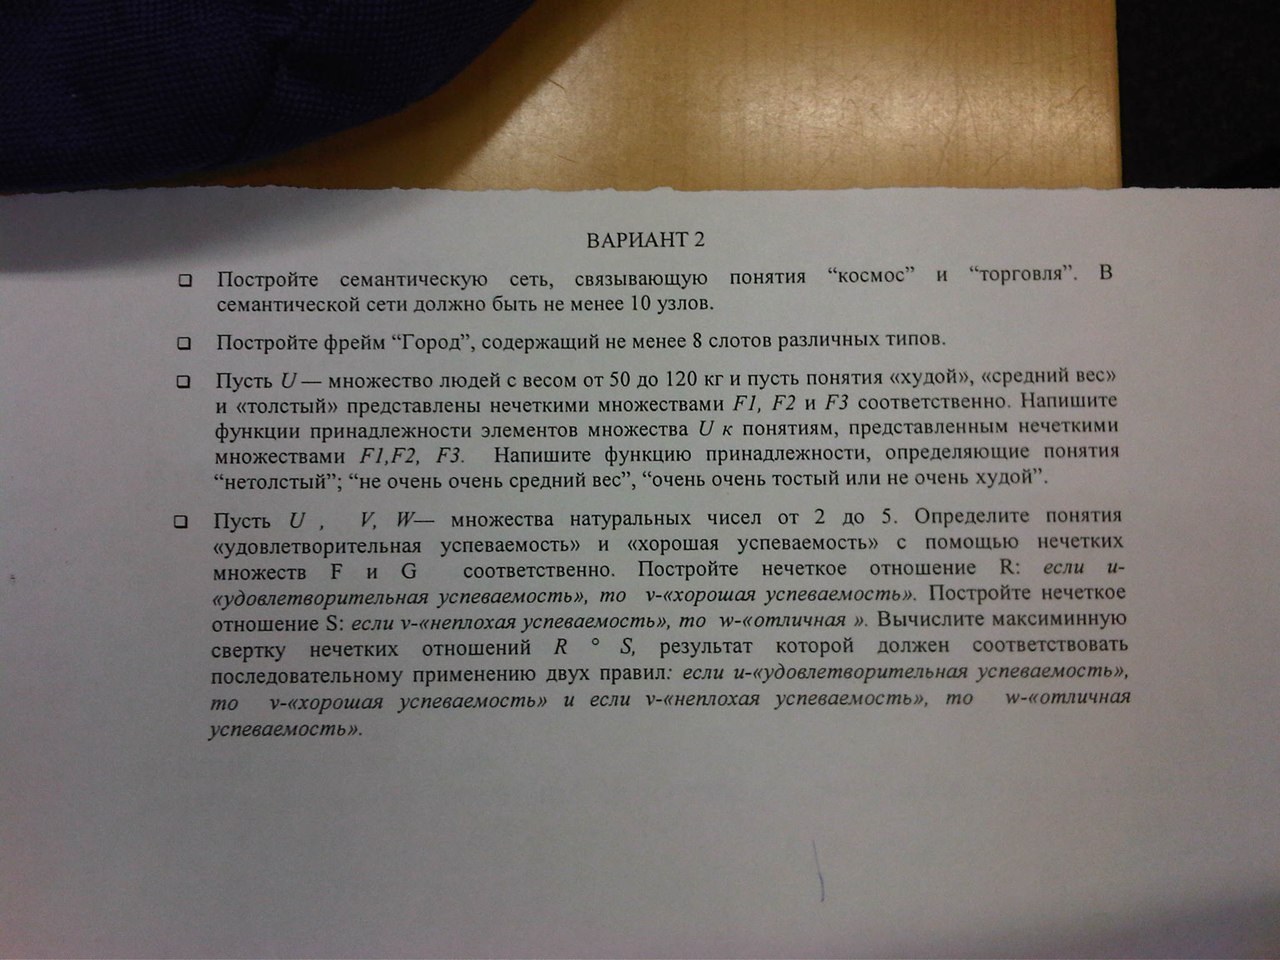 ВАРИАНТ 2
❑ Постройте семантическую сеть, связывающую понятия “космос” и “торговля”. В
семантической сети должно быть не менее 10 узлов.
❑ Постройте фрейм “Город”, содержащий не менее 8 слотов различных типов.
❑ Пусть U — множество людей с весом от 50 до 120 кг и пусть понятия «худой», «средний вес»
и «толстый» представлены нечеткими множествами F1, F2 и F3 соответственно. Напишите
функции принадлежности элементов множества U к понятиям, представленным нечеткими
множествами F1,F2, F3. Напишите функцию принадлежности, определяющие понятия
“нетолстый”; “не очень очень средний вес”, “очень очень тостый или не очень худой”.
❑ Пусть U , V, W— множества натуральных чисел от 2 до 5. Определите понятия
«удовлетворительная успеваемость» и «хорошая успеваемость» с помощью нечетких
множеств F и G соответственно. Постройте нечеткое отношение R: если u-
«удовлетворительная успеваемость», то v-«хорошая успеваемость». Постройте нечеткое
отношение S: если v-«неплохая успеваемость», то w-«отличная ». Вычислите максиминную
свертку нечетких отношений R ° S, результат которой должен соответствовать
последовательному применению двух правил: если u-«удовлетворительная успеваемость»,
то v-«хорошая успеваемость» и если v-«неплохая успеваемость», то w-«отличная
успеваемость».